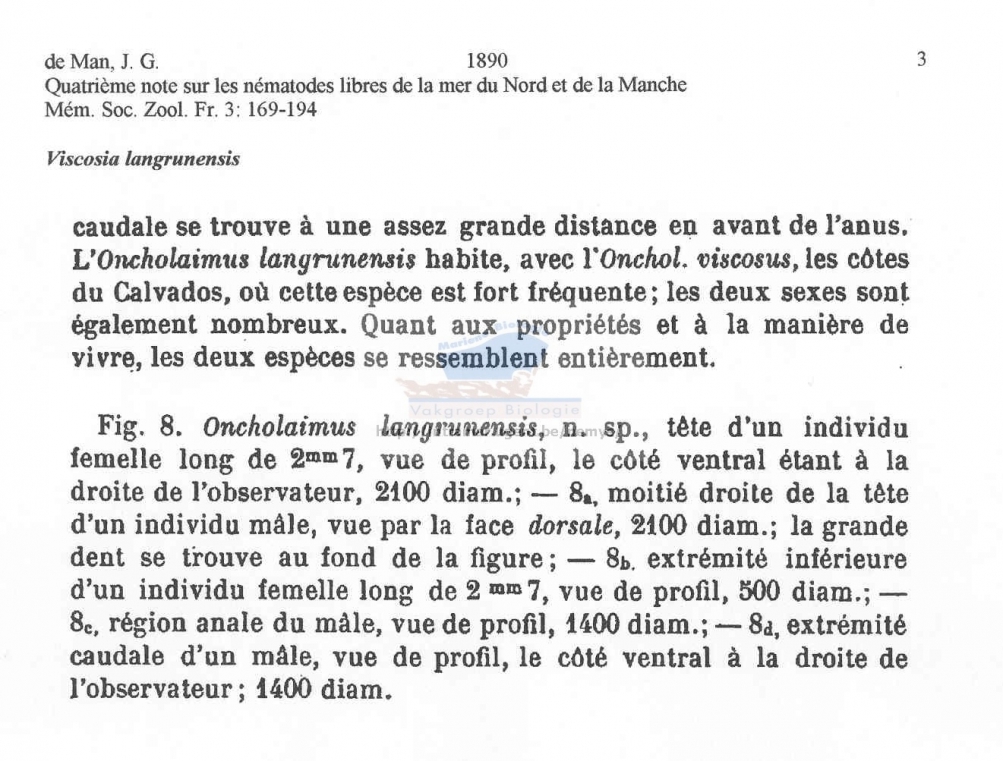 de Man, J. G. 1890 3
Quatrième note sur les nématodes libres de la mer du Nord et de la Manche
Mém. Soc. Zool. Fr. 3: 169-194
Viscosia langrunensis
caudale se trouve à une assez grande distance en avant de l'anus.
L'Oncholaimus langrunensis habite, avec l'Onchol. viscosus, les côtes
du Calvados, où cette espèce est fort fréquente; les deux sexes sont
également nombreux. Quant aux propriétés et à la manière de
vivre, les deux espèces se ressemblent entièrement.
Vakgroep Biologie
Fig. 8. Oncholaimus langrunensis, n. sp., tête d'un individu
femelle long de 2mm7, vue de profil, le côté ventral étant à la
droite de l'observateur, 2100 diam.; — 8a, moitié droite de la tête
d'un individu mâle, vue par la face dorsale, 2100 diam.; la grande
dent se trouve au fond de la figure; — 8b. extrémité inférieure
d'un individu femelle long de 2 mm 7, vue de profil, 500 diam.; —
8c, région anale du mâle, vue de profil, 1400 diam.; — 8d, extrémité
caudale d'un mâle, vue de profil, le côté ventral à la droite de
l'observateur; 1400 diam.